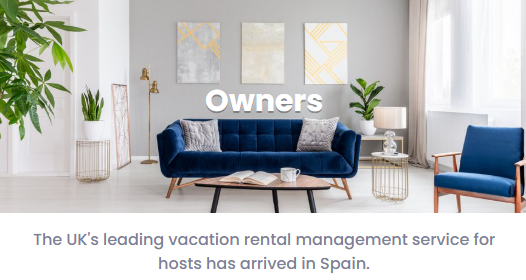 Owners
The UK's leading vacation rental management service for
hosts has arrived in Spain.